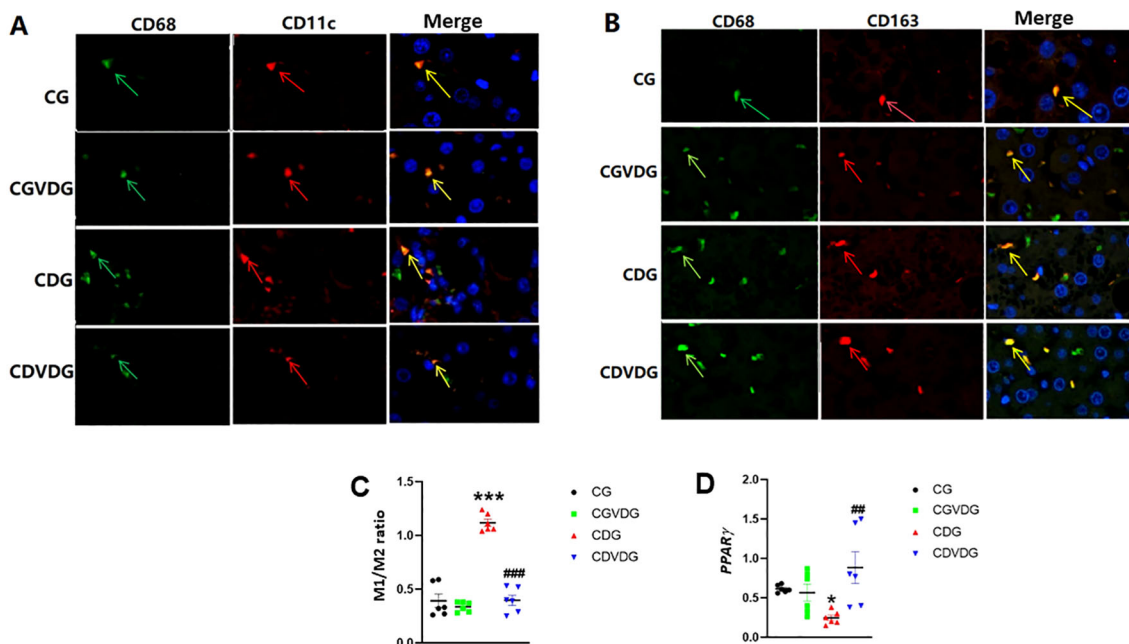 A
CD68 CD11c Merge
CG
CGVDG
CDG
CDVDG
B
CD68 CD163 Merge
CG
CGVDG
CDG
CDVDG
C
M1/M2 ratio
1.5
1.0
0.5
0.0
***
###
CG
CGVDG
CDG
CDVDG
D
PPARγ
2.0
1.5
1.0
0.5
0.0
*
##
CG
CGVDG
CDG
CDVDG